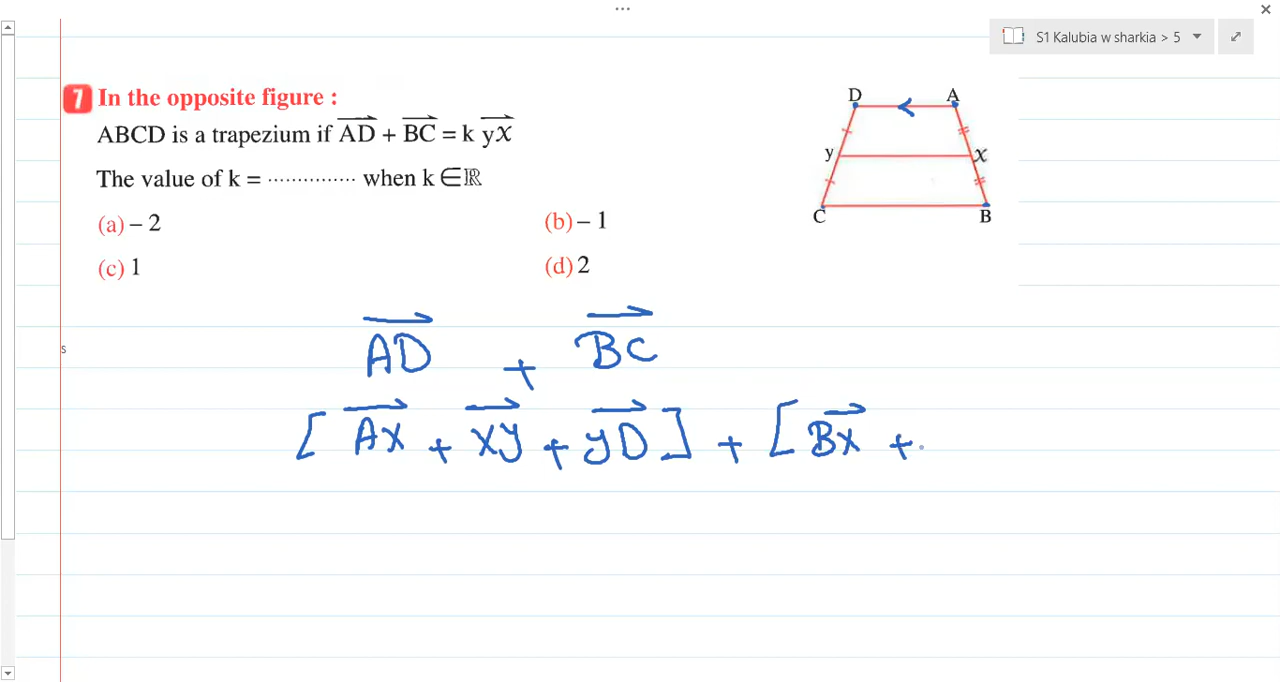 S1 Kalubia w sharkia > 5
7 In the opposite figure :
ABCD is a trapezium if AD + BC = k yX
The value of k = ............... when k ∈ ℝ
(a) – 2 (b) – 1
(c) 1 (d) 2
D A
y X
C B
s
AD + BC
[ AX + XY + YD ] + [ BX +